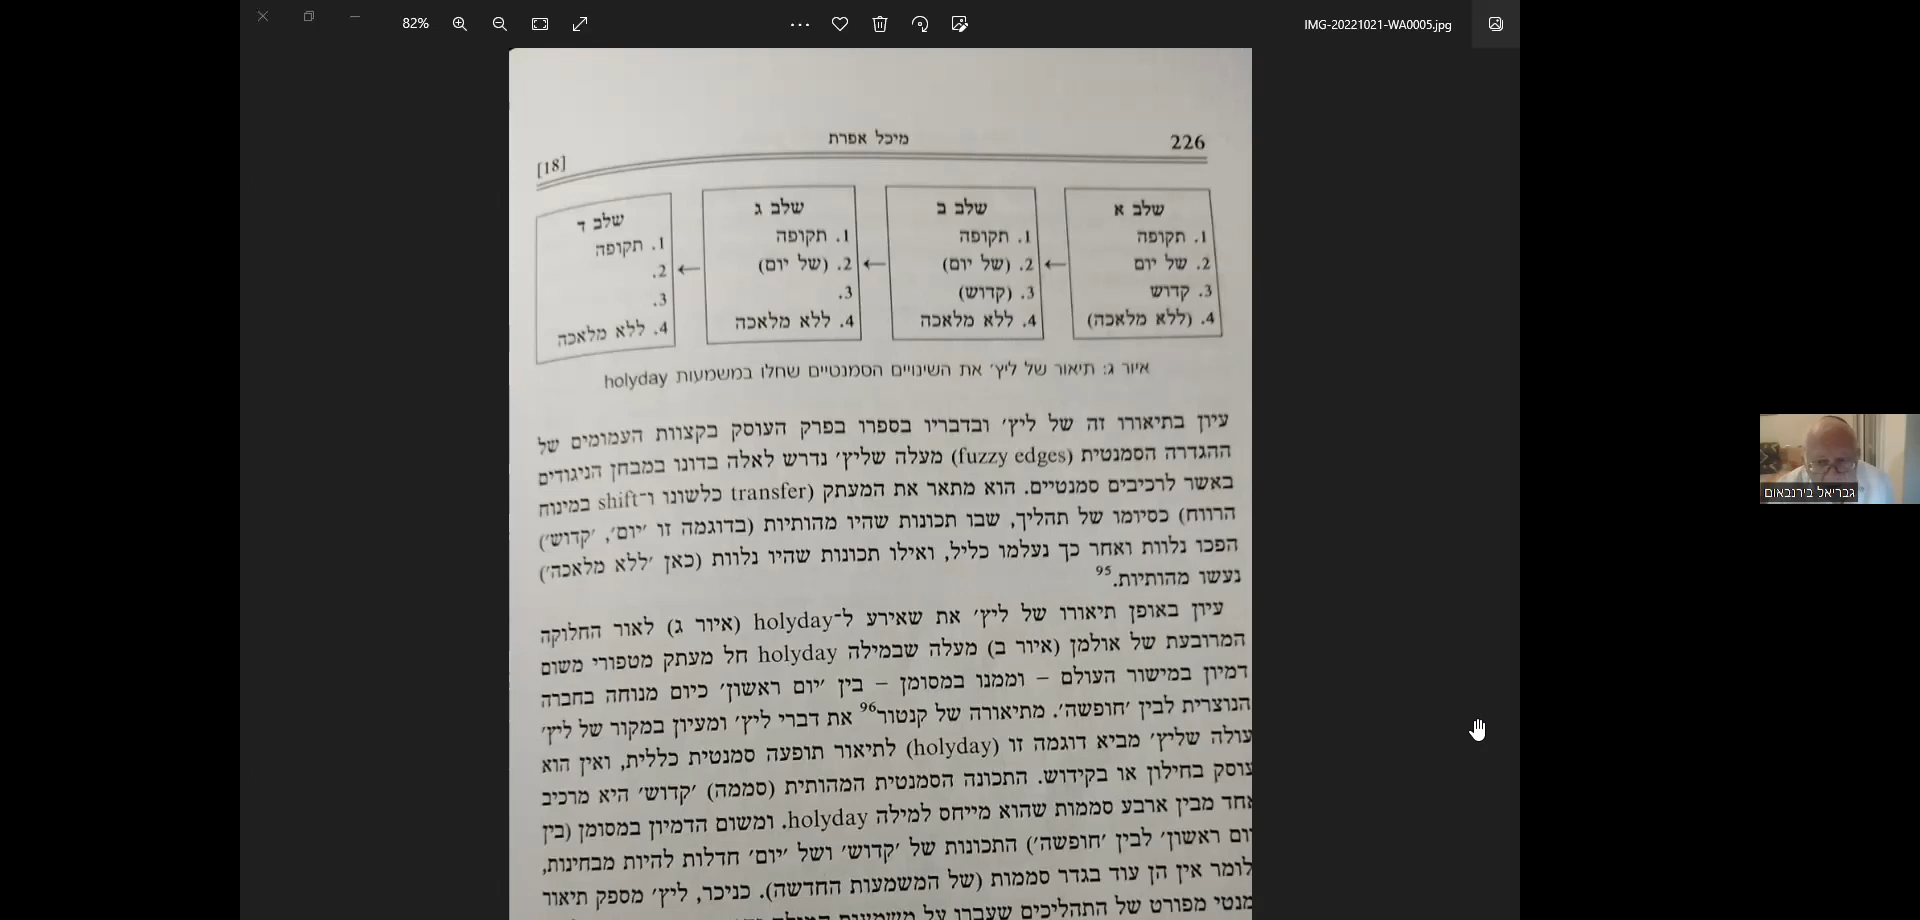 82%
IMG-20221021-WA0005.jpg
226
מיכל אפרת
[18]
שלב א
1. תקופה
2. של יום
3. קדוש
4. (ללא מלאכה)
←
שלב ב
1. תקופה
2. (של יום)
3. (קדוש)
4. ללא מלאכה
←
שלב ג
1. תקופה
2. (של יום)
3.
4. ללא מלאכה
←
שלב ד
1. תקופה
2.
3.
4. ללא מלאכה
איור ג: תיאור של ליץ' את השינויים הסמנטיים שחלו במשמעות holyday
עיון בתיאורו זה של ליץ' ובדבריו בספרו בפרק העוסק בקצוות העמומים של
ההגדרה הסמנטית (fuzzy edges) מעלה שליץ' נדרש לאלה בדונו במבחן הניגודים
באשר לרכיבים סמנטיים. הוא מתאר את המעתק (transfer כלשונו ו־shift במינוח
הרווח) כסיומו של תהליך, שבו תכונות שהיו מהותיות (בדוגמה זו 'יום', 'קדוש')
הפכו נלוות ואחר כך נעלמו כליל, ואילו תכונות שהיו נלוות (כאן 'ללא מלאכה')
נעשו מהותיות.95
עיון באופן תיאורו של ליץ' את שאירע ל־holyday (איור ג) לאור החלוקה
המרובעת של אולמן (איור ב) מעלה שבמילה holyday חל מעתק מטפורי משום
דמיון במישור העולם – וממנו במסומן – בין 'יום ראשון' כיום מנוחה בחברה
הנוצרית לבין 'חופשה'. מתיאורה של קנטור96 את דברי ליץ' ומעיון במקור של ליץ'
עולה שליץ' מביא דוגמה זו (holyday) לתיאור תופעה סמנטית כללית, ואין הוא
עוסק בחילון או בקידוש. התכונה הסמנטית המהותית (סממה) 'קדוש' היא מרכיב
אחד מבין ארבע סממות שהוא מייחס למילה holyday. ומשום הדמיון במסומן (בין
'יום ראשון' לבין 'חופשה') התכונות של 'קדוש' ושל 'יום' חדלות להיות מבחינות,
כלומר אין הן עוד בגדר סממות (של המשמעות החדשה). כניכר, ליץ' מספק תיאור
סמנטי מפורט של התהליכים שעברו על משמעות המילה
גבריאל בירנבאום